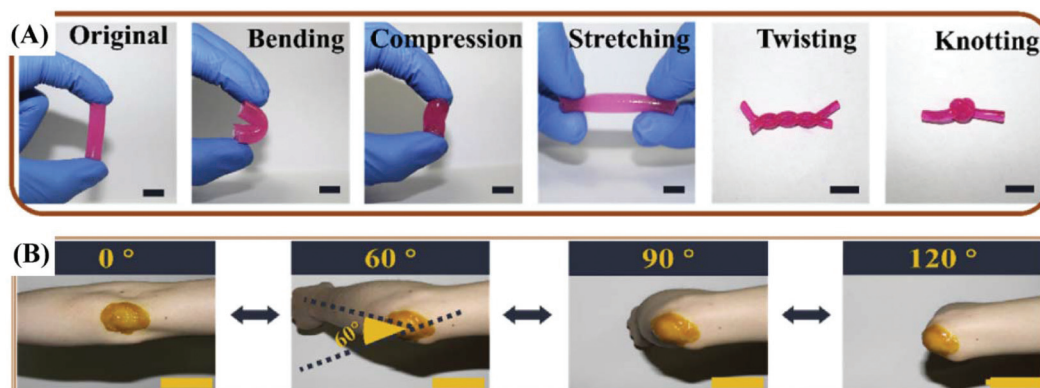 (A) Original Bending Compression Stretching Twisting Knotting
(B) 0 ° 60 ° 90 ° 120 °
60°